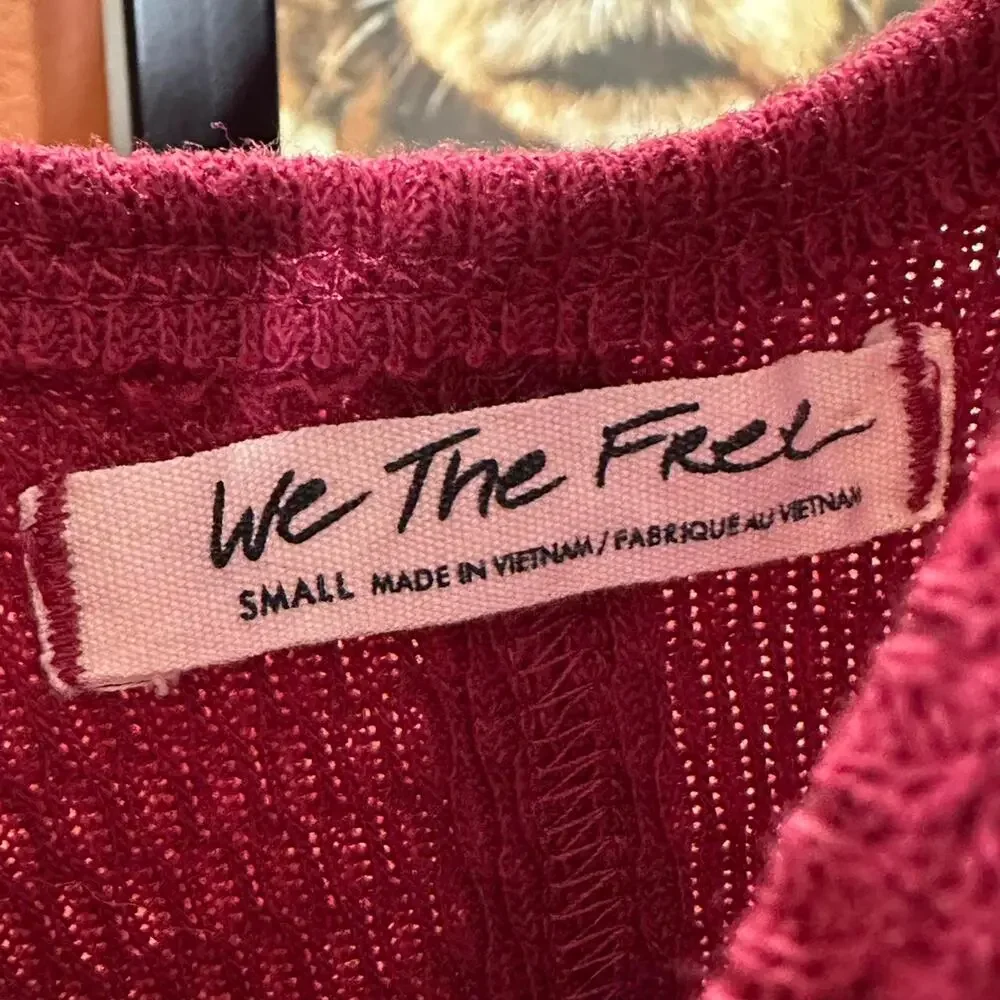 We The Free
SMALL MADE IN VIETNAM / FABRIQUE AU VIETNAM